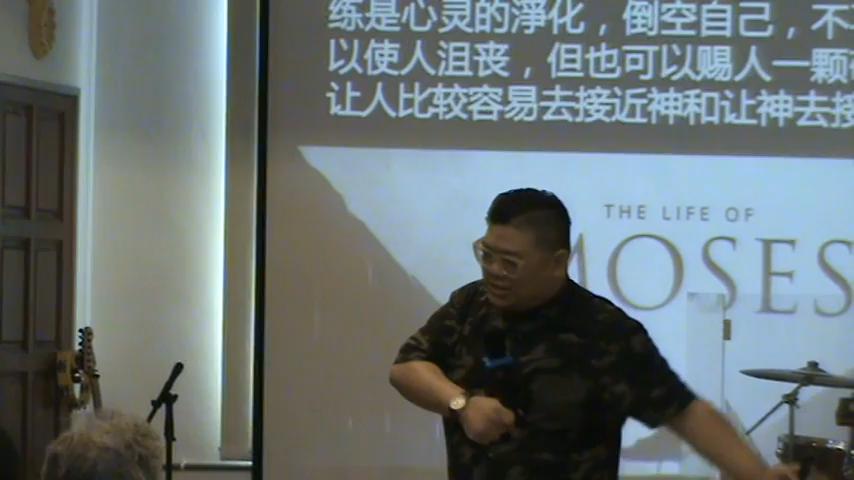 练是心灵的淨化，倒空自己，不
以使人沮丧，但也可以赐人一颗
让人比较容易去接近神和让神去接
THE LIFE OF
MOSES